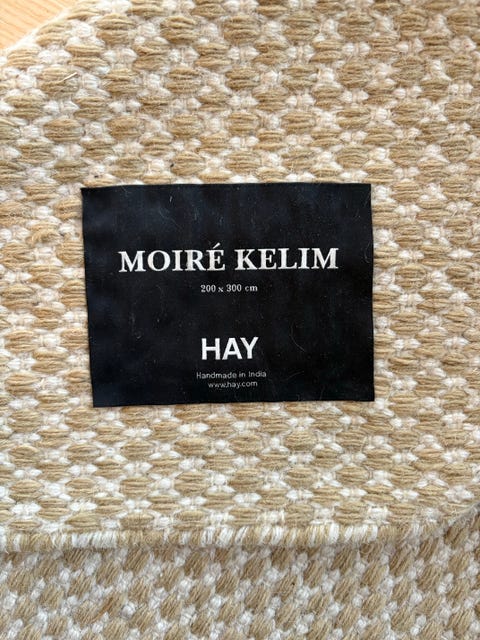 MOIRÉ KELIM
200 x 300 cm
HAY
Handmade in India
www.hay.com